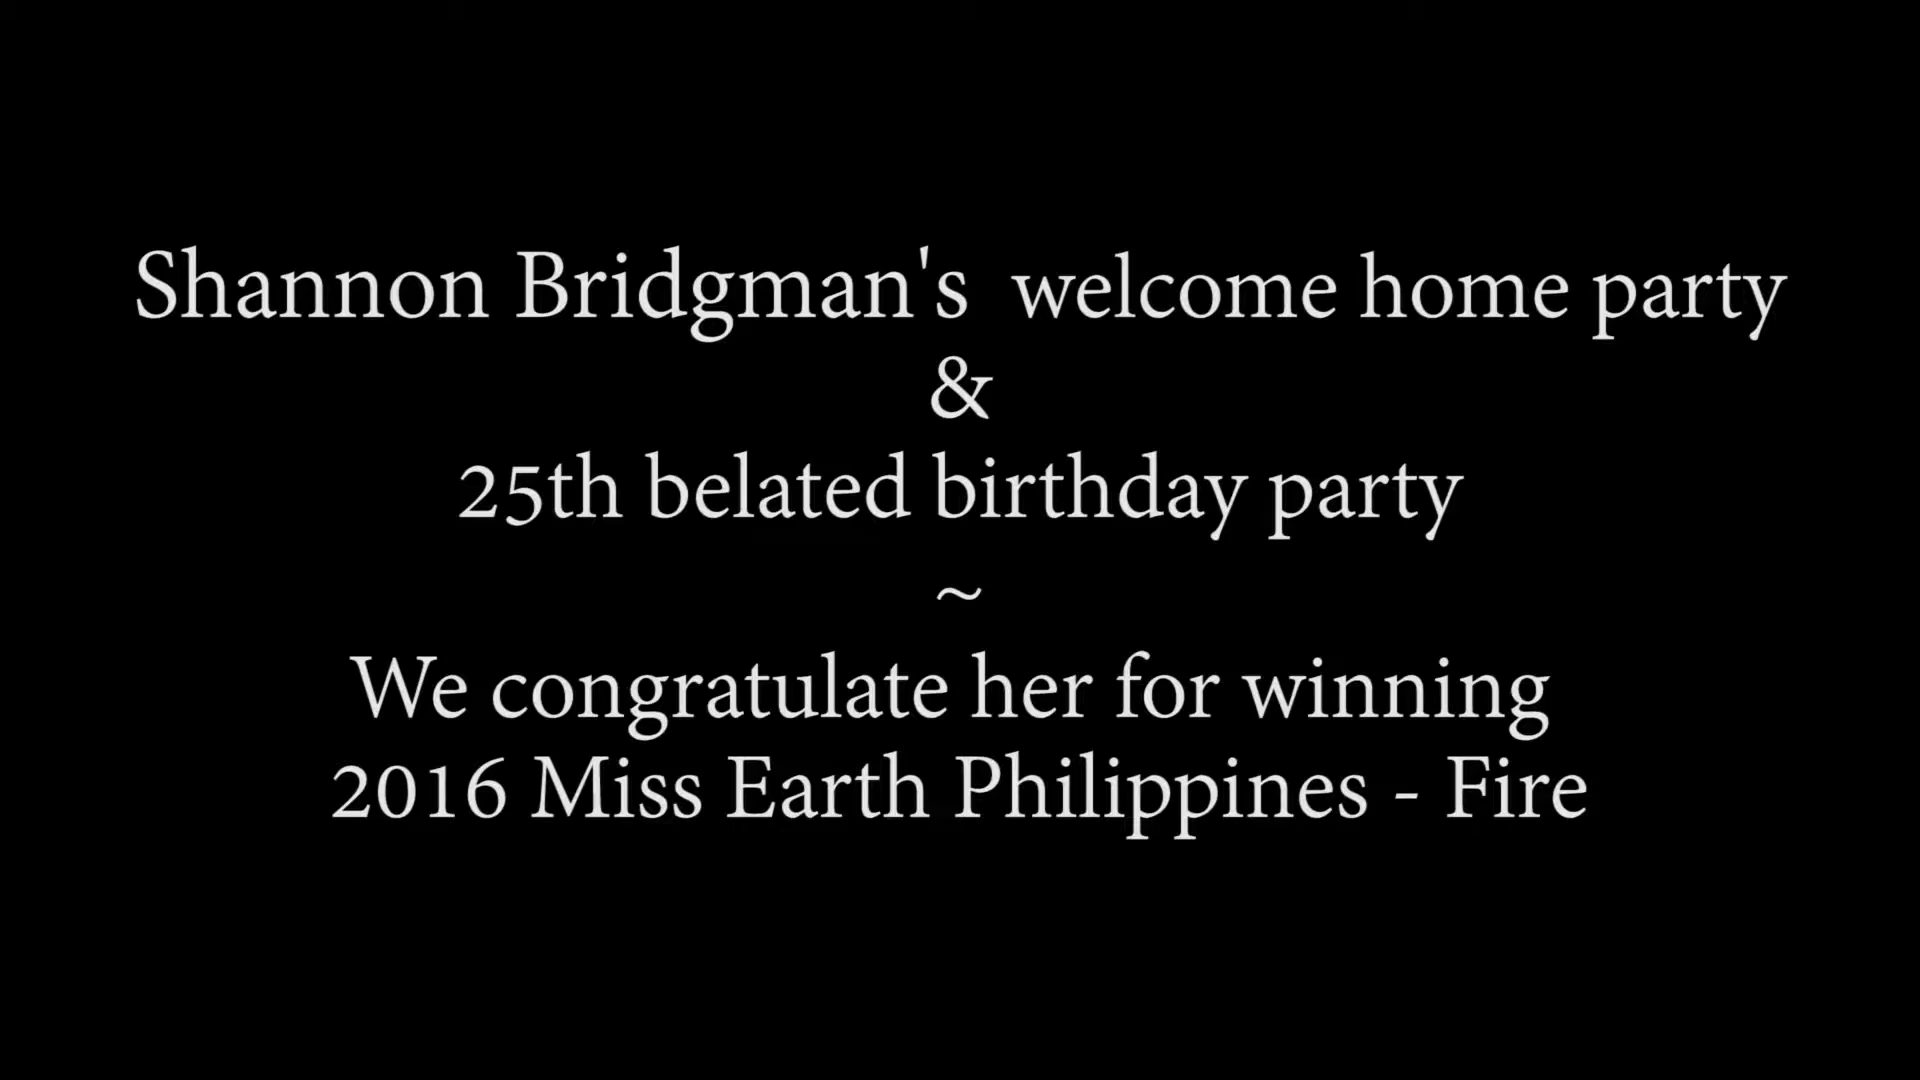 Shannon Bridgman's  welcome home party
&
25th belated birthday party
~
We congratulate her for winning
2016 Miss Earth Philippines - Fire